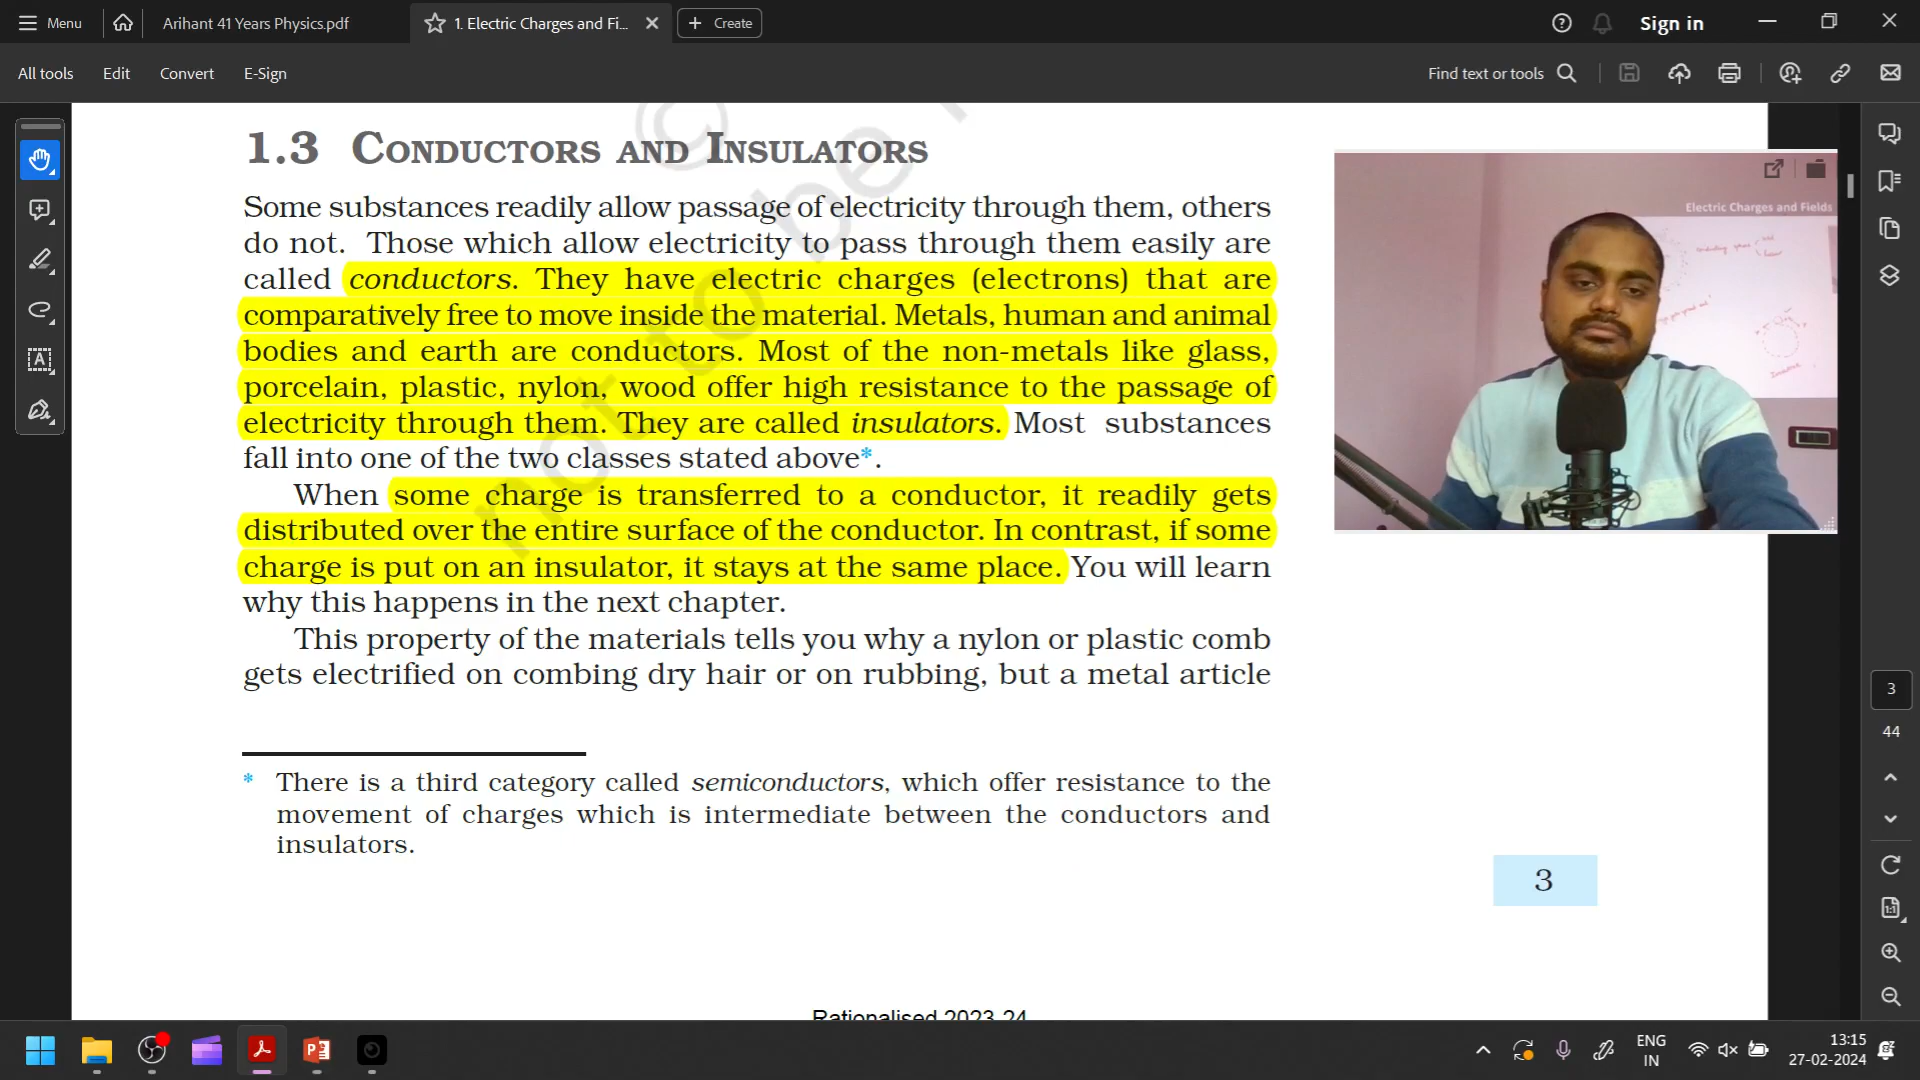 Menu
Arihant 41 Years Physics.pdf
1. Electric Charges and Fi...
Create
Sign in
All tools
Edit
Convert
E-Sign
Find text or tools
©
not to be
1.3 CONDUCTORS AND INSULATORS
Some substances readily allow passage of electricity through them, others
do not. Those which allow electricity to pass through them easily are
called conductors. They have electric charges (electrons) that are
comparatively free to move inside the material. Metals, human and animal
bodies and earth are conductors. Most of the non-metals like glass,
porcelain, plastic, nylon, wood offer high resistance to the passage of
electricity through them. They are called insulators. Most substances
fall into one of the two classes stated above*.
When some charge is transferred to a conductor, it readily gets
distributed over the entire surface of the conductor. In contrast, if some
charge is put on an insulator, it stays at the same place. You will learn
why this happens in the next chapter.
This property of the materials tells you why a nylon or plastic comb
gets electrified on combing dry hair or on rubbing, but a metal article
* There is a third category called semiconductors, which offer resistance to the
movement of charges which is intermediate between the conductors and
insulators.
3
Rationalised 2023-24
Electric Charges and Fields
3
44
ENG
IN
13:15
27-02-2024